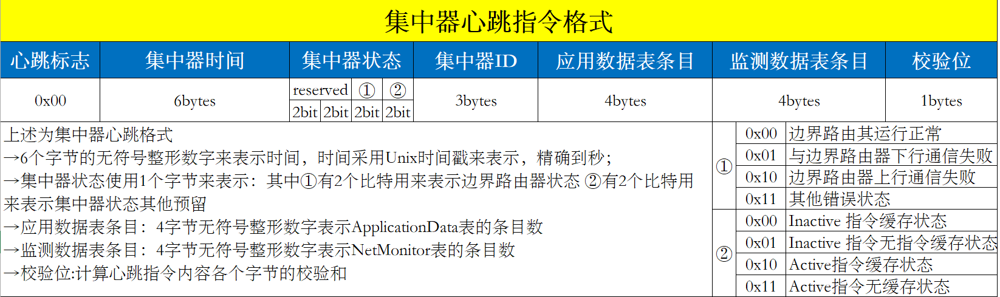 集中器心跳指令格式
心跳标志 集中器时间 集中器状态 集中器ID 应用数据表条目 监测数据表条目 校验位
0x00 6bytes reserved ① ② 3bytes 4bytes 4bytes 1bytes
2bit 2bit 2bit 2bit
上述为集中器心跳格式
→6个字节的无符号整形数字来表示时间，时间采用Unix时间戳来表示，精确到秒；
→集中器状态使用1个字节来表示：其中①有2个比特用来表示边界路由器状态 ②有2个比特用
来表示集中器状态其他预留
→应用数据表条目：4字节无符号整形数字表示ApplicationData表的条目数
→监测数据表条目：4字节无符号整形数字表示NetMonitor表的条目数
→校验位:计算心跳指令内容各个字节的校验和
①
0x00 边界路由其运行正常
0x01 与边界路由器下行通信失败
0x10 边界路由器上行通信失败
0x11 其他错误状态
②
0x00 Inactive 指令缓存状态
0x01 Inactive 指令无指令缓存状态
0x10 Active指令缓存状态
0x11 Active指令无缓存状态